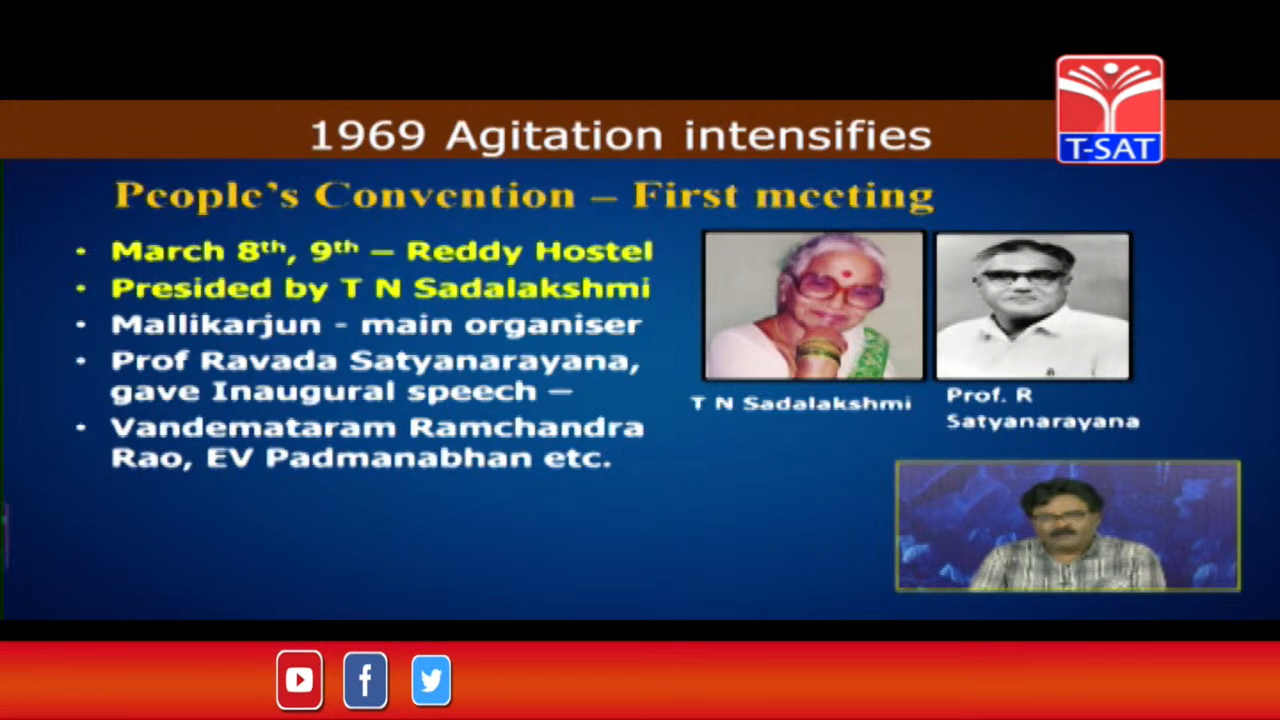 1969 Agitation intensifies
T-SAT
People's Convention – First meeting
• March 8th, 9th – Reddy Hostel
• Presided by T N Sadalakshmi
• Mallikarjun - main organiser
• Prof Ravada Satyanarayana,
gave Inaugural speech –
• Vandemataram Ramchandra
Rao, EV Padmanabhan etc.
T N Sadalakshmi
Prof. R
Satyanarayana